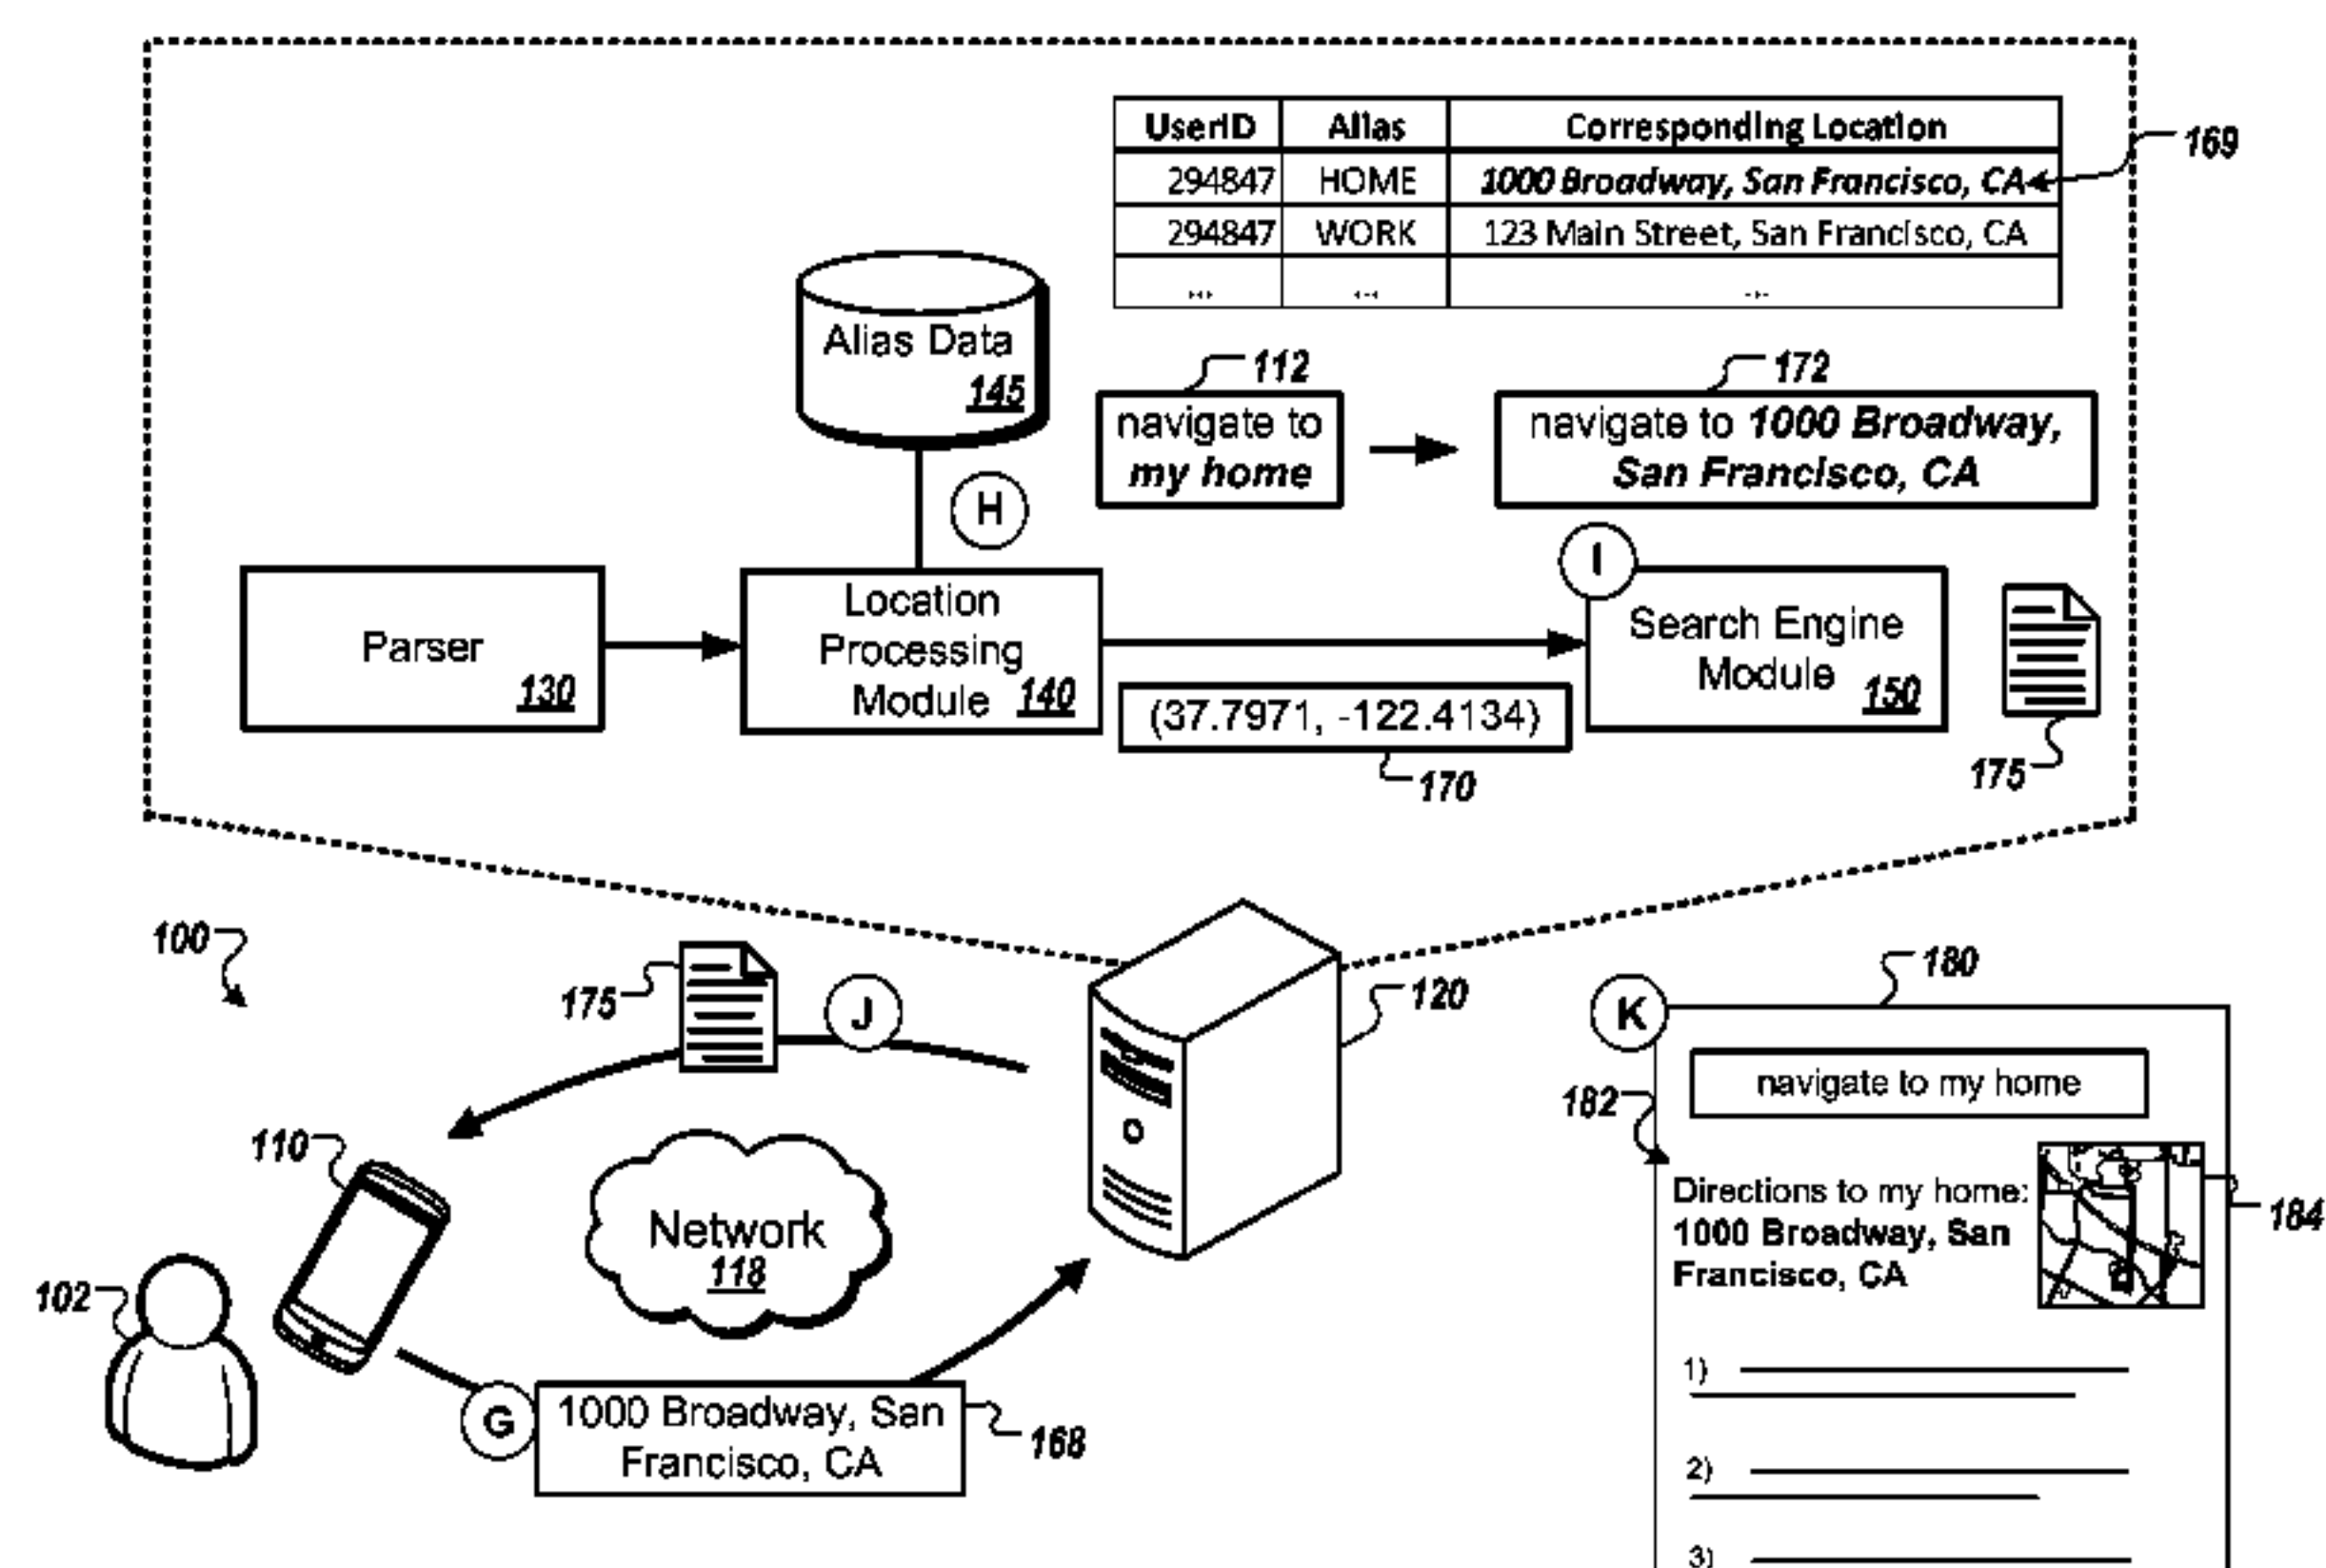 UserID Alias Corresponding Location
169
294847 HOME 1000 Broadway, San Francisco, CA
294847 WORK 123 Main Street, San Francisco, CA
... ... ...
Alias Data
145
112
navigate to
my home
172
navigate to 1000 Broadway,
San Francisco, CA
H
I
Parser
130
Location
Processing
Module 140
Search Engine
Module
150
(37.7971, -122.4134)
170
175
100
175
J
120
K
180
navigate to my home
182
Directions to my home:
1000 Broadway, San
Francisco, CA
184
110
Network
118
102
G
1000 Broadway, San
Francisco, CA
168
1)
2)
3)